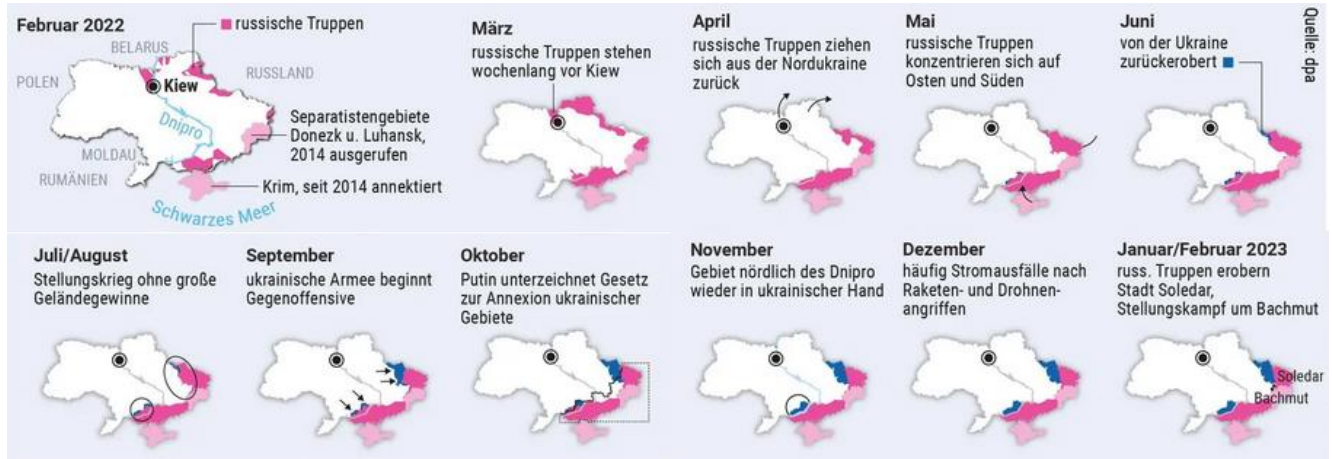 Februar 2022
russische Truppen
BELARUS
POLEN
Kiew
RUSSLAND
Dnipro
Separatistengebiete
Donezk u. Luhansk,
2014 ausgerufen
MOLDAU
RUMÄNIEN
Krim, seit 2014 annektiert
Schwarzes Meer
März
russische Truppen stehen
wochenlang vor Kiew
April
russische Truppen ziehen
sich aus der Nordukraine
zurück
Mai
russische Truppen
konzentrieren sich auf
Osten und Süden
Juni
von der Ukraine
zurückerobert
Quelle: dpa
Juli/August
Stellungskrieg ohne große
Geländegewinne
September
ukrainische Armee beginnt
Gegenoffensive
Oktober
Putin unterzeichnet Gesetz
zur Annexion ukrainischer
Gebiete
November
Gebiet nördlich des Dnipro
wieder in ukrainischer Hand
Dezember
häufig Stromausfälle nach
Raketen- und Drohnen-
angriffen
Januar/Februar 2023
russ. Truppen erobern
Stadt Soledar,
Stellungskampf um Bachmut
Soledar
Bachmut